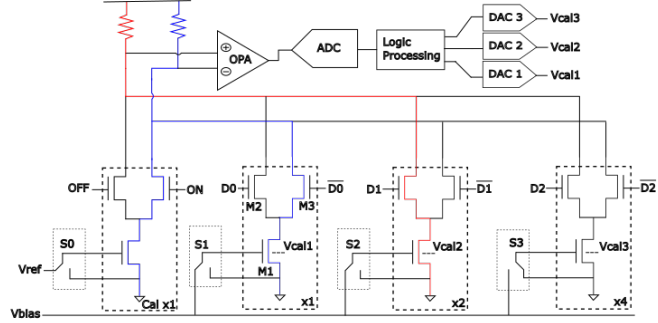 DAC 3 Vcal3
OPA ADC Logic
Processing DAC 2 Vcal2
DAC 1 Vcal1
OFF ON D0 M2 M3 D0 D1 D1 D2 D2
S0 S1 Vcal1 S2 Vcal2 S3 Vcal3
Vref M1
Cal x1 x1 x2 x4
Vbias